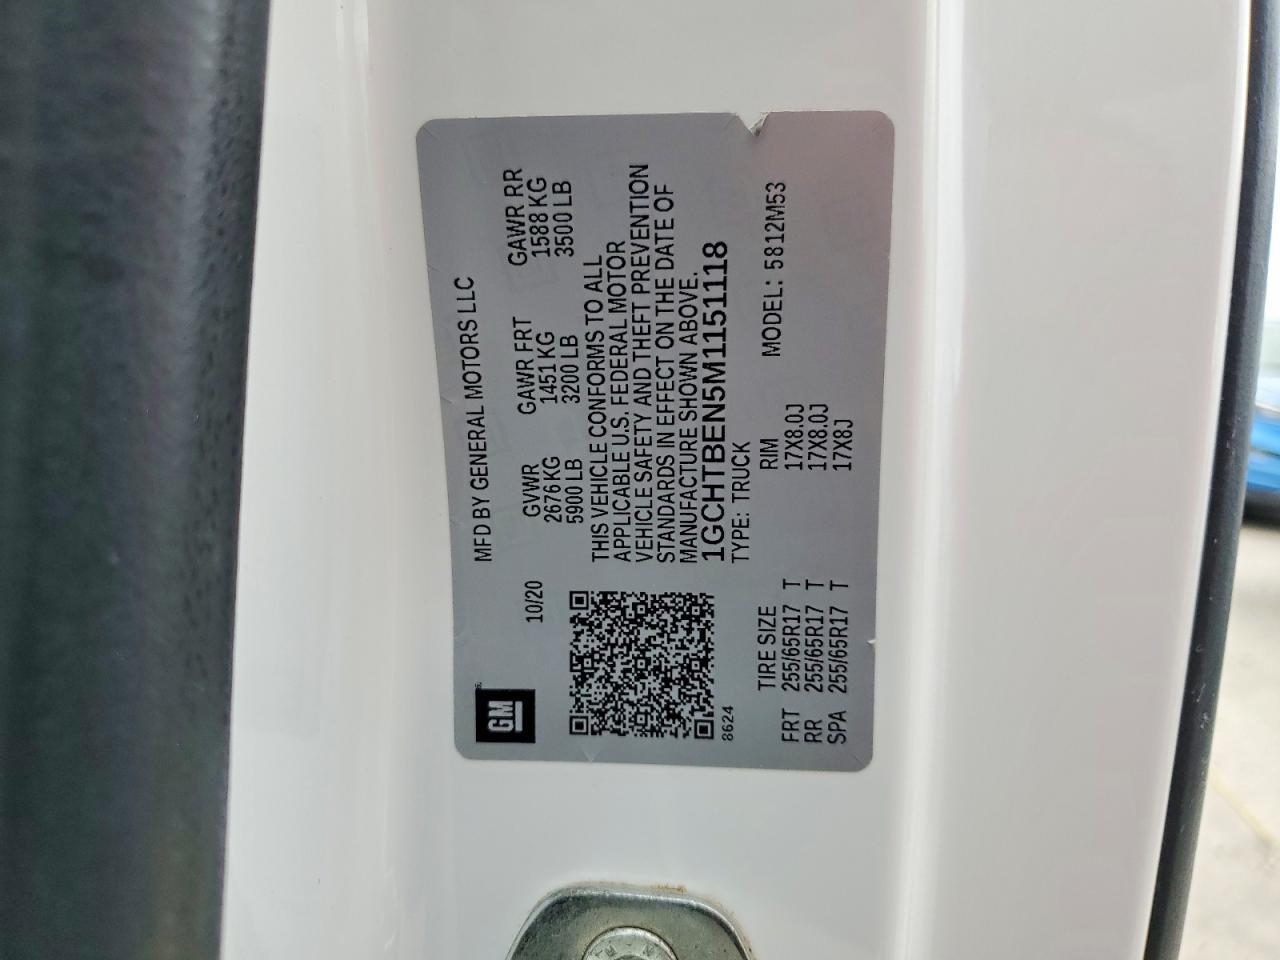 GM
MFD BY GENERAL MOTORS LLC
10/20 GVWR GAWR FRT GAWR RR
2676 KG 1451 KG 1588 KG
5900 LB 3200 LB 3500 LB
THIS VEHICLE CONFORMS TO ALL
APPLICABLE U.S. FEDERAL MOTOR
VEHICLE SAFETY AND THEFT PREVENTION
STANDARDS IN EFFECT ON THE DATE OF
MANUFACTURE SHOWN ABOVE.
1GCHTBEN5M1151118
8624 TYPE: TRUCK
TIRE SIZE RIM MODEL: 5812M53
FRT 255/65R17 T 17X8.0J
RR 255/65R17 T 17X8.0J
SPA 255/65R17 T 17X8J